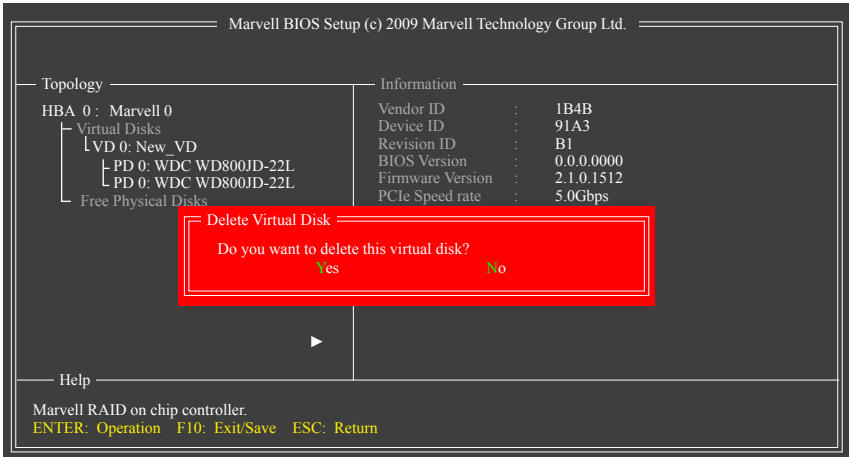 Marvell BIOS Setup (c) 2009 Marvell Technology Group Ltd.
Topology
HBA 0 : Marvell 0
Virtual Disks
VD 0: New_VD
PD 0: WDC WD800JD-22L
PD 0: WDC WD800JD-22L
Free Physical Disks
Information
Vendor ID : 1B4B
Device ID : 91A3
Revision ID : B1
BIOS Version : 0.0.0.0000
Firmware Version : 2.1.0.1512
PCIe Speed rate : 5.0Gbps
Delete Virtual Disk
Do you want to delete this virtual disk?
Yes No
Help
Marvell RAID on chip controller.
ENTER: Operation F10: Exit/Save ESC: Return